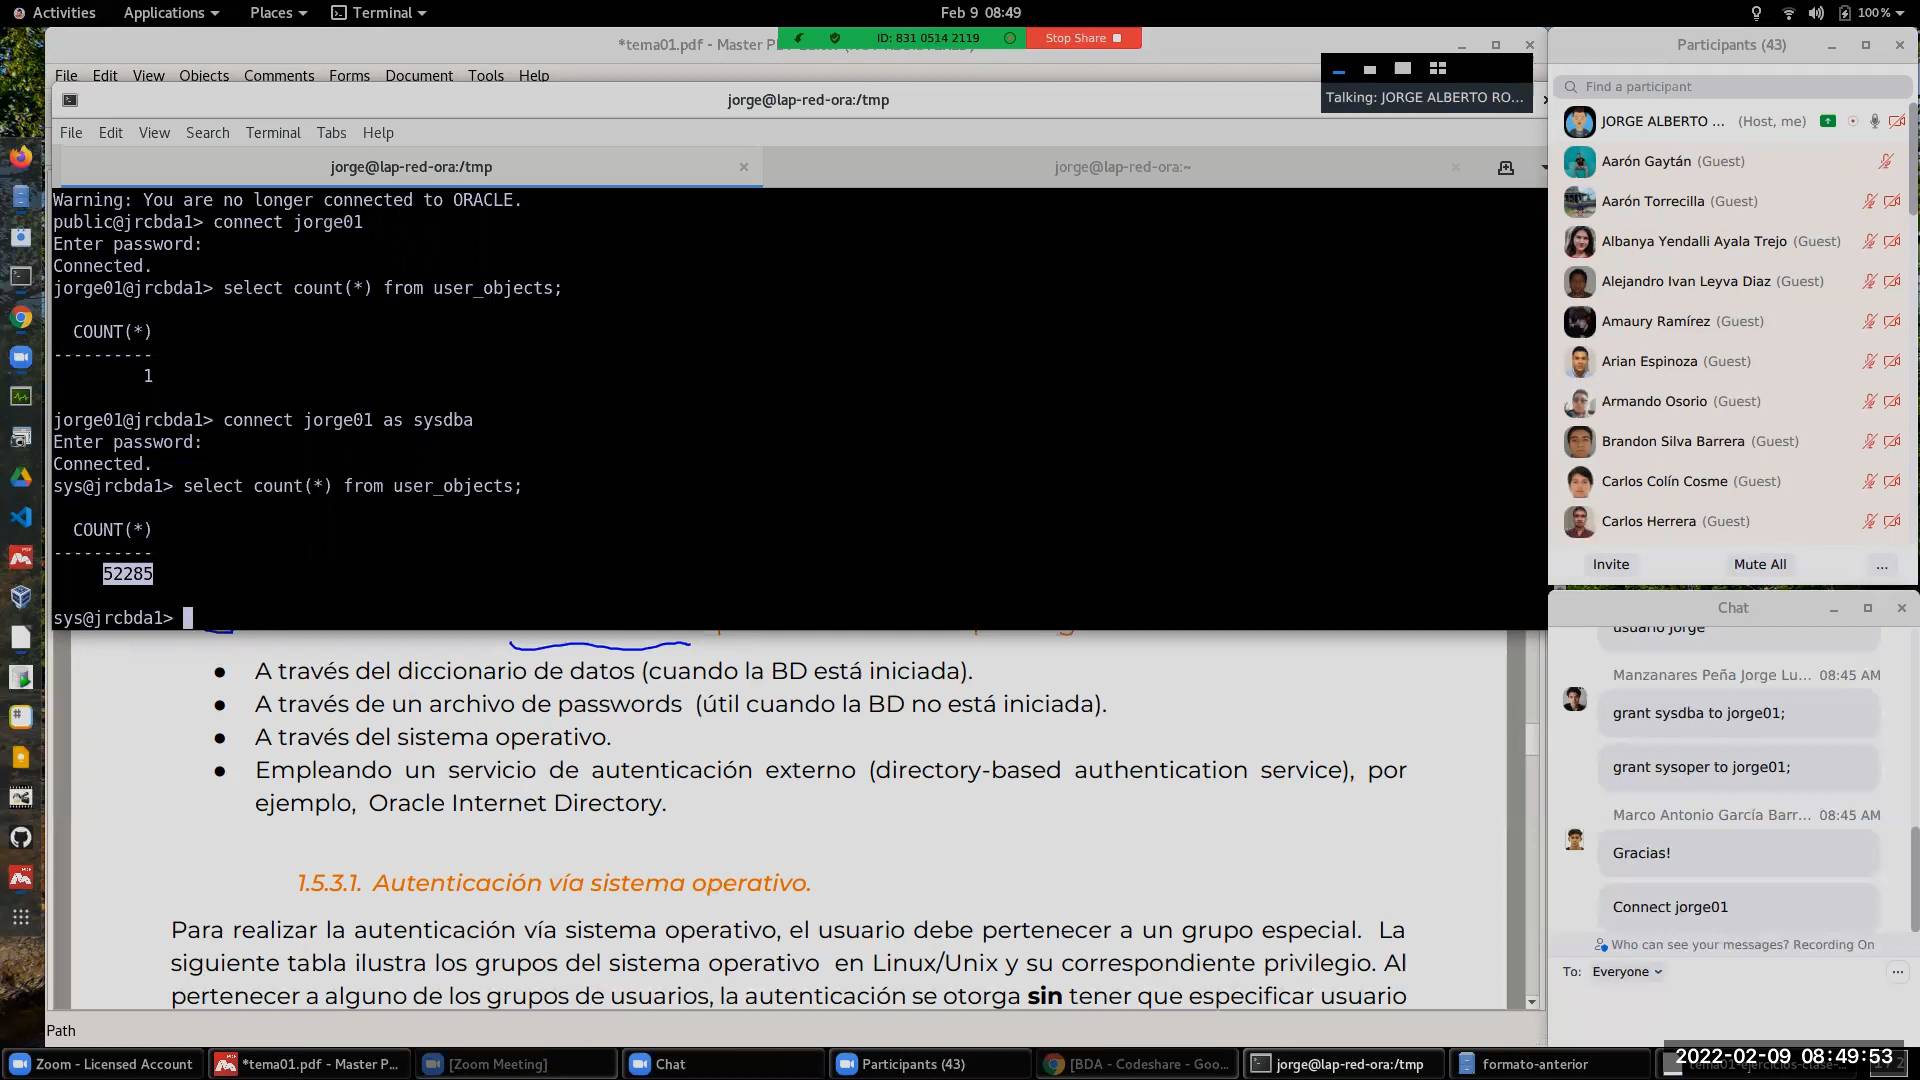 Activities Applications Places Terminal Feb 9 08:49 100%
*tema01.pdf - Master P
ID: 831 0514 2119 Stop Share
File Edit View Objects Comments Forms Document Tools Help
jorge@lap-red-ora:/tmp
Talking: JORGE ALBERTO RO...
File Edit View Search Terminal Tabs Help
jorge@lap-red-ora:/tmp jorge@lap-red-ora:~
Warning: You are no longer connected to ORACLE.
public@jrcbda1> connect jorge01
Enter password:
Connected.
jorge01@jrcbda1> select count(*) from user_objects;
COUNT(*)
----------
1
jorge01@jrcbda1> connect jorge01 as sysdba
Enter password:
Connected.
sys@jrcbda1> select count(*) from user_objects;
COUNT(*)
----------
52285
sys@jrcbda1>
● A través del diccionario de datos (cuando la BD está iniciada).
● A través de un archivo de passwords (útil cuando la BD no está iniciada).
● A través del sistema operativo.
● Empleando un servicio de autenticación externo (directory-based authentication service), por
ejemplo, Oracle Internet Directory.
1.5.3.1. Autenticación vía sistema operativo.
Para realizar la autenticación vía sistema operativo, el usuario debe pertenecer a un grupo especial. La
siguiente tabla ilustra los grupos del sistema operativo en Linux/Unix y su correspondiente privilegio. Al
pertenecer a alguno de los grupos de usuarios, la autenticación se otorga sin tener que especificar usuario
Path
Participants (43)
Find a participant
JORGE ALBERTO ... (Host, me)
Aarón Gaytán (Guest)
Aarón Torrecilla (Guest)
Albanya Yendalli Ayala Trejo (Guest)
Alejandro Ivan Leyva Diaz (Guest)
Amaury Ramírez (Guest)
Arian Espinoza (Guest)
Armando Osorio (Guest)
Brandon Silva Barrera (Guest)
Carlos Colín Cosme (Guest)
Carlos Herrera (Guest)
Invite Mute All ...
Chat
usuario jorge
Manzanares Peña Jorge Lu... 08:45 AM
grant sysdba to jorge01;
grant sysoper to jorge01;
Marco Antonio García Barr... 08:45 AM
Gracias!
Connect jorge01
Who can see your messages? Recording On
To: Everyone
Zoom - Licensed Account *tema01.pdf - Master P... [Zoom Meeting] Chat Participants (43) [BDA - Codeshare - Goo... jorge@lap-red-ora:/tmp formato-anterior
2022-02-09 08:49:53